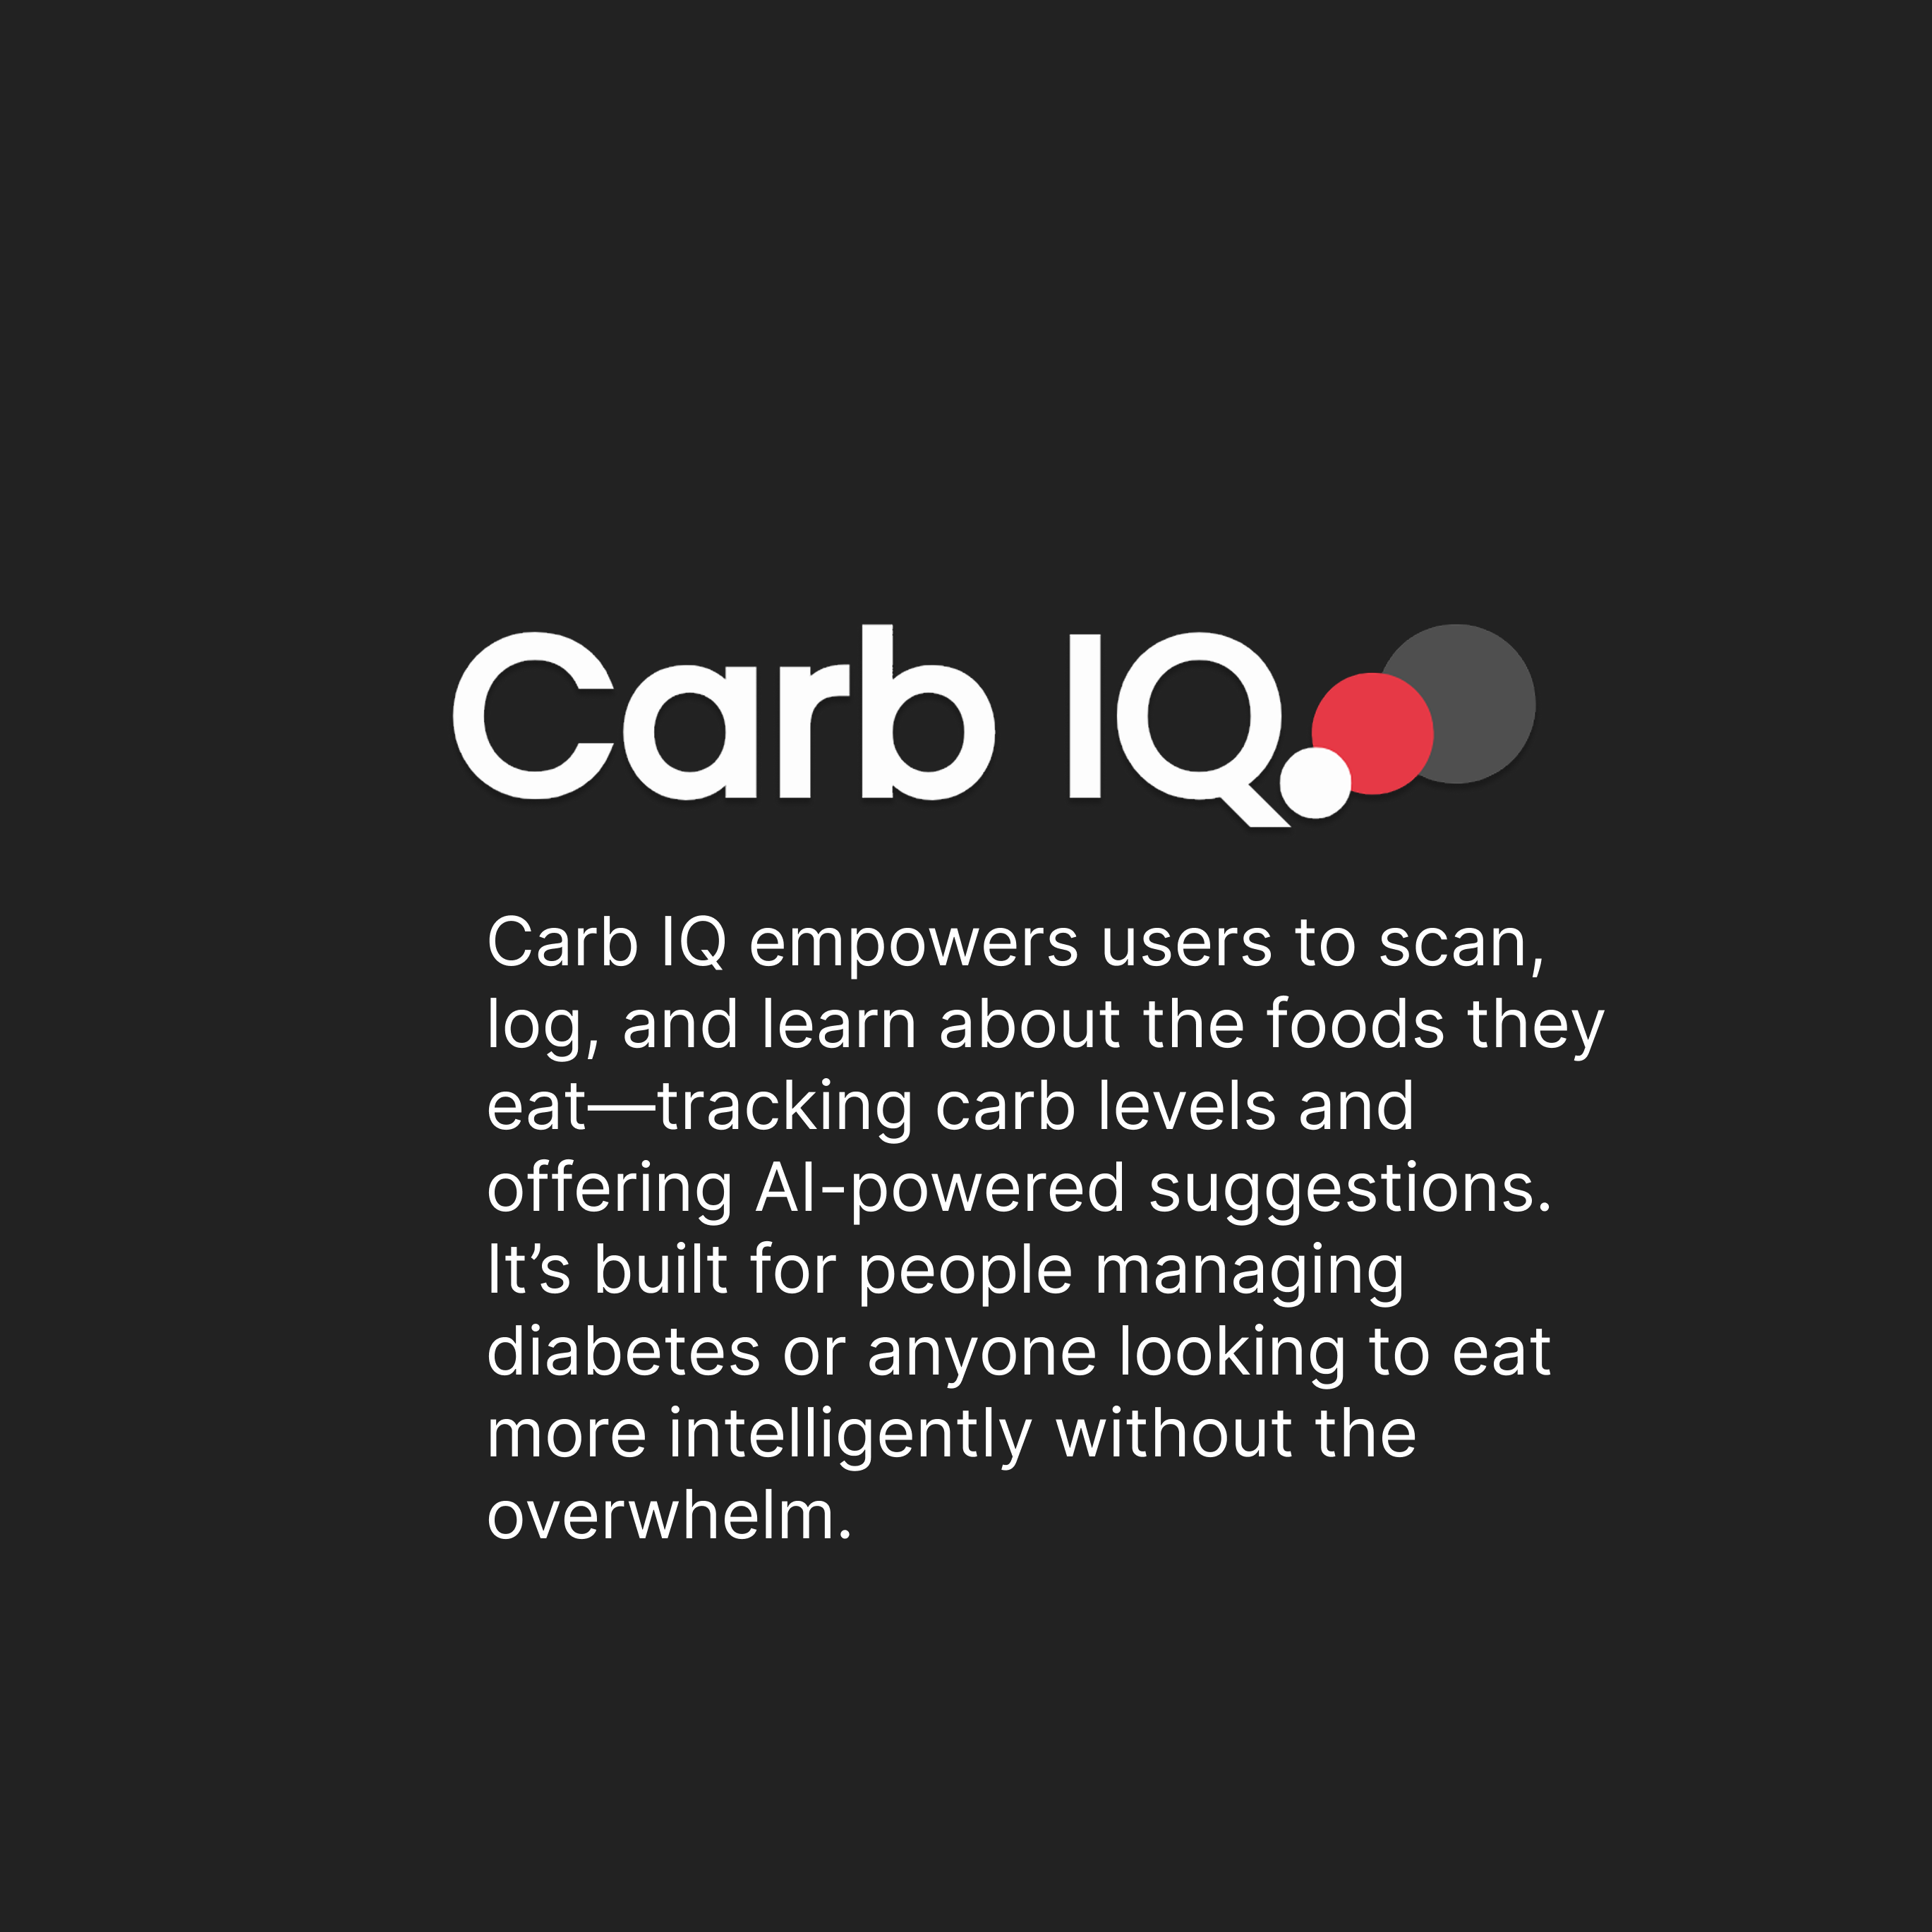 Carb IQ
Carb IQ empowers users to scan,
log, and learn about the foods they
eat—tracking carb levels and
offering AI-powered suggestions.
It’s built for people managing
diabetes or anyone looking to eat
more intelligently without the
overwhelm.